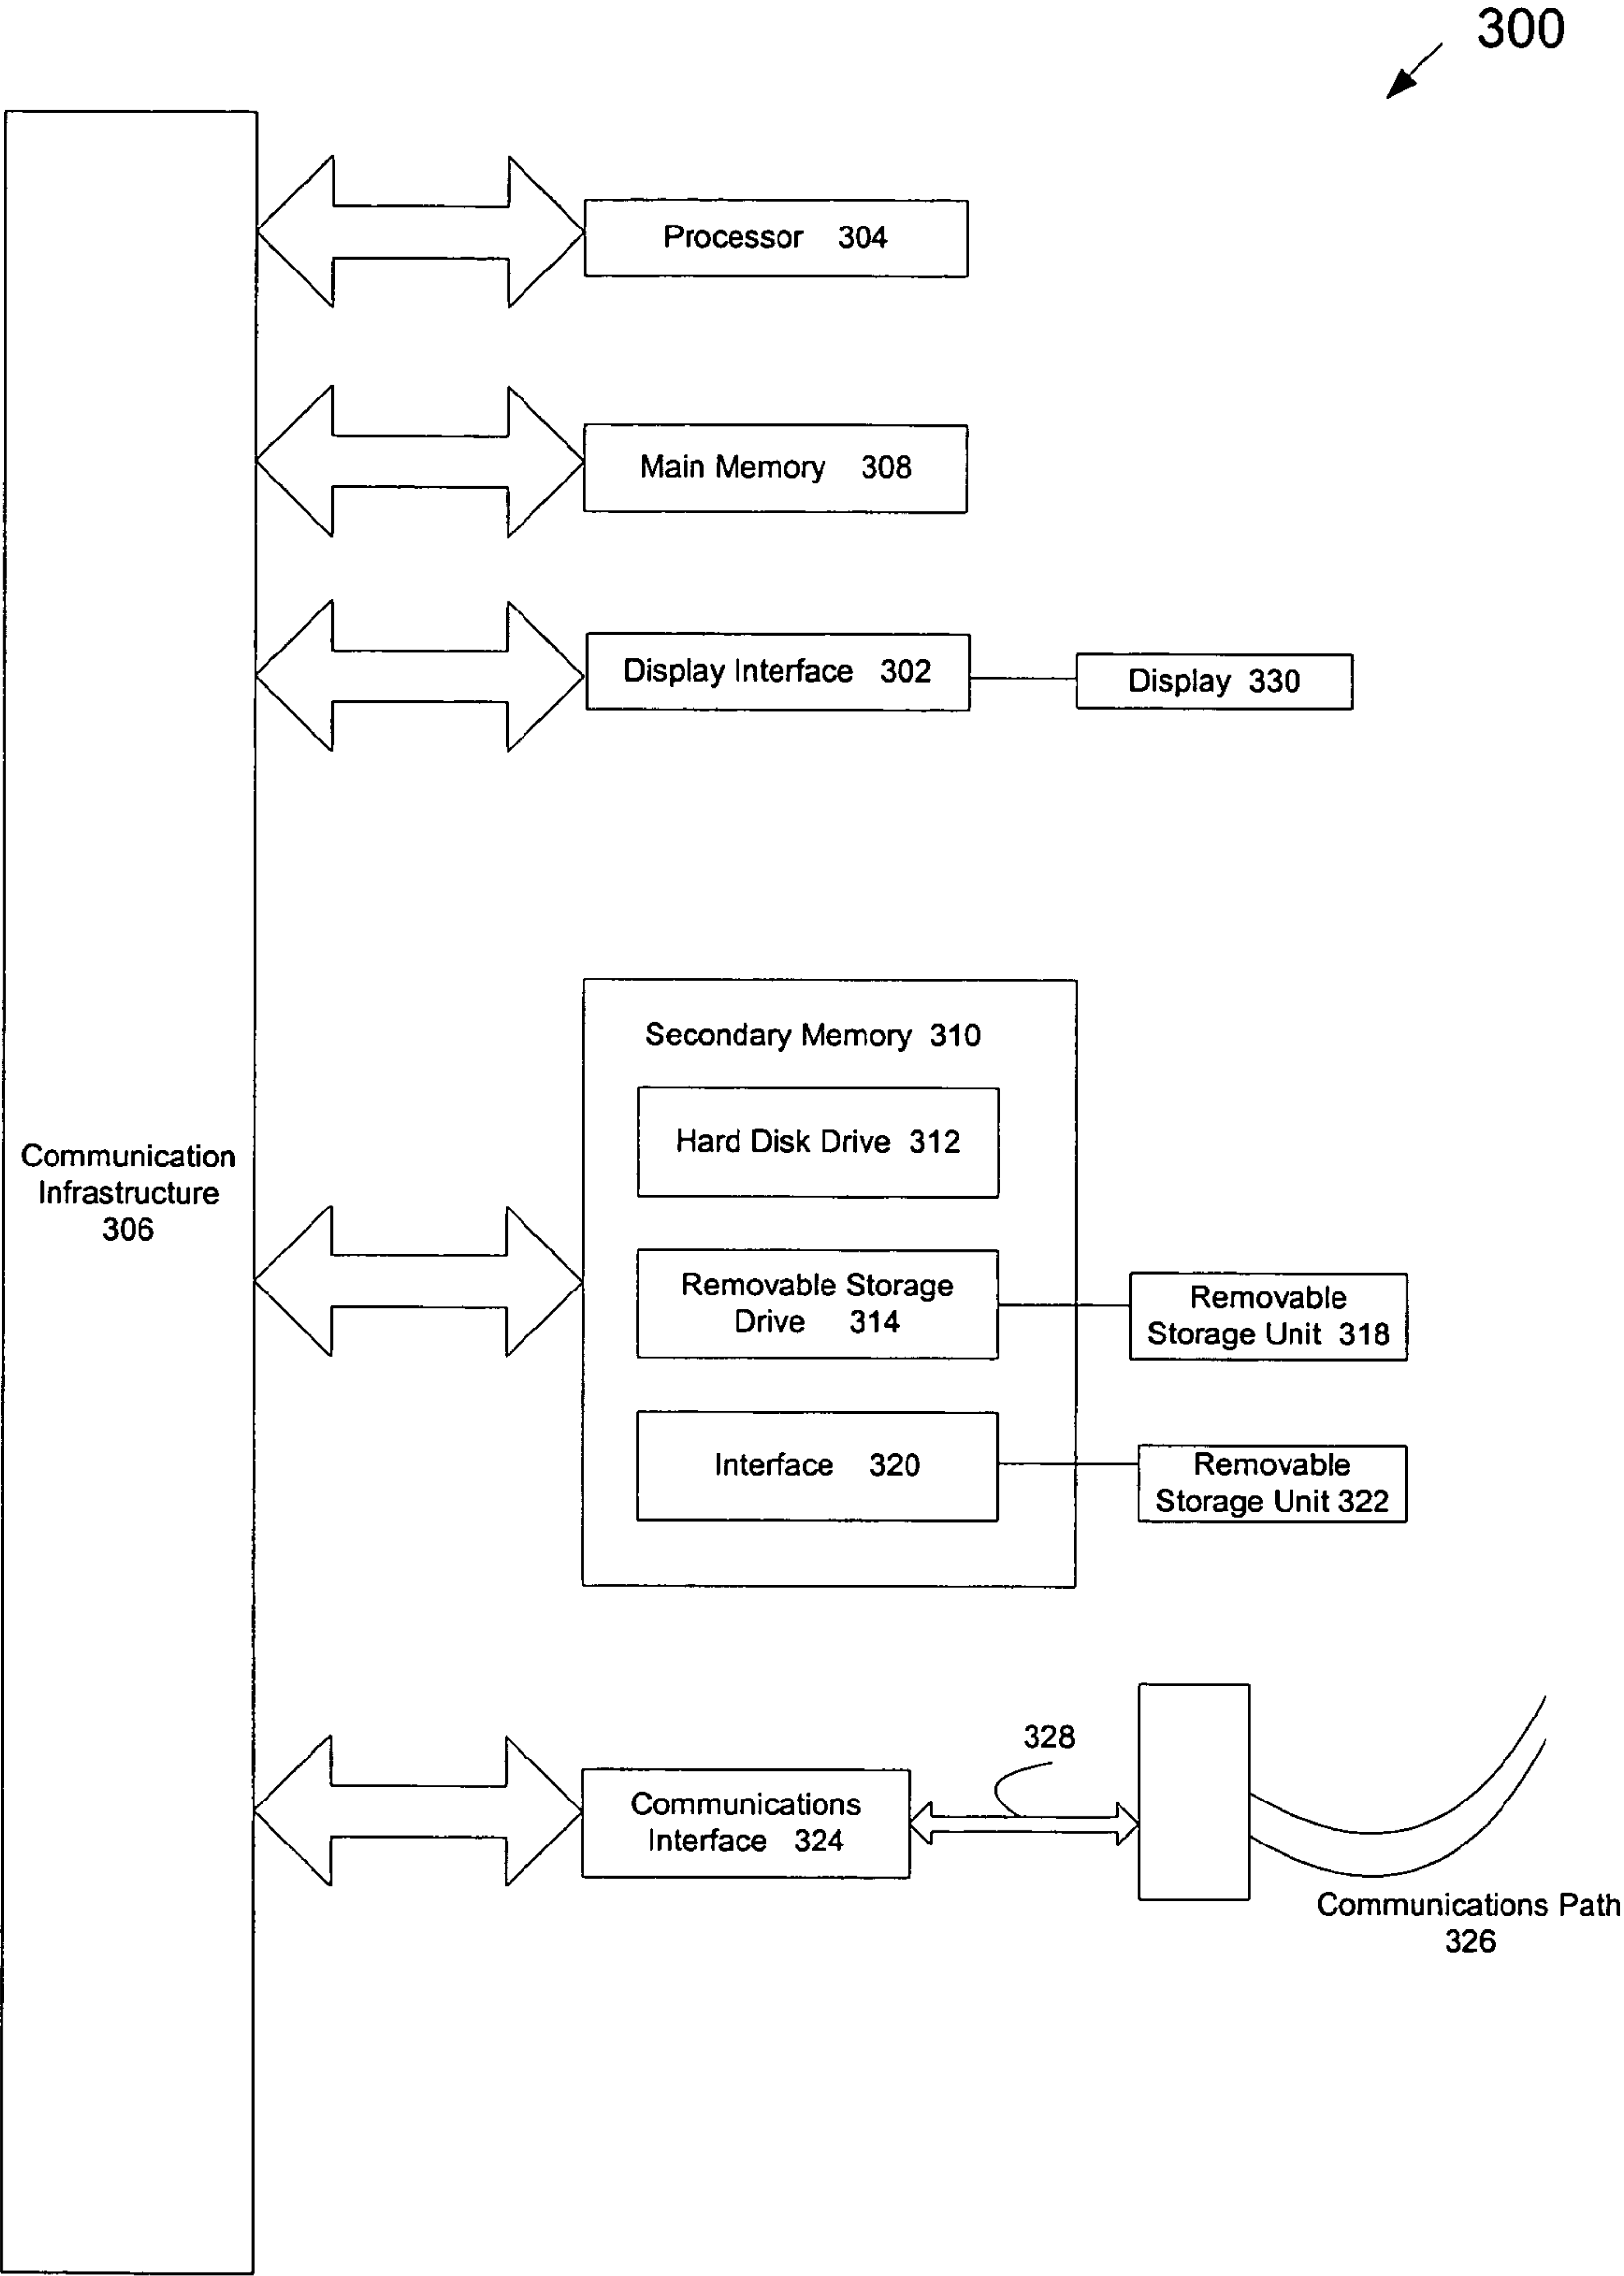 300
Processor 304
Main Memory 308
Display Interface 302
Display 330
Secondary Memory 310
Hard Disk Drive 312
Communication
Infrastructure
306
Removable Storage
Drive 314
Removable
Storage Unit 318
Interface 320
Removable
Storage Unit 322
328
Communications
Interface 324
Communications Path
326